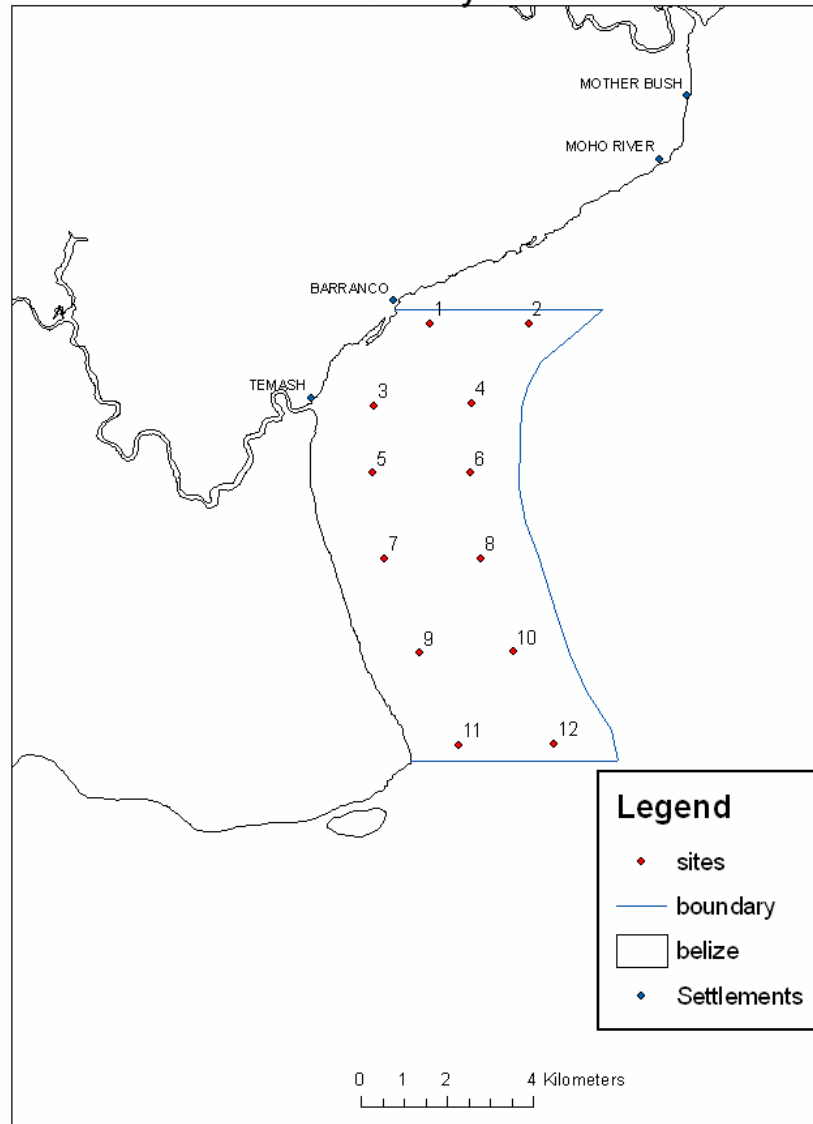 MOTHER BUSH
MOHO RIVER
BARRANCO
1 2
TEMASH
3 4
5 6
7 8
9 10
11 12
Legend
sites
boundary
belize
Settlements
0 1 2 4 Kilometers